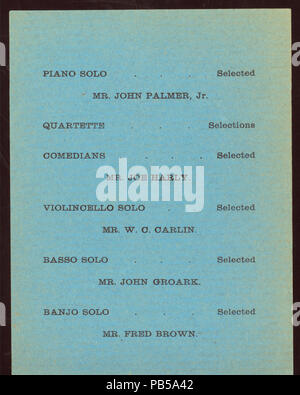 PIANO SOLO . . . Selected
MR. JOHN PALMER, Jr.
QUARTETTE . . . Selections
COMEDIANS . . . Selected
MR. JOE HARLY.
VIOLINCELLO SOLO . . Selected
MR. W. C. CARLIN.
BASSO SOLO . . . Selected
MR. JOHN GROARK.
BANJO SOLO . . . Selected
MR. FRED BROWN.
alamy
PB5A42